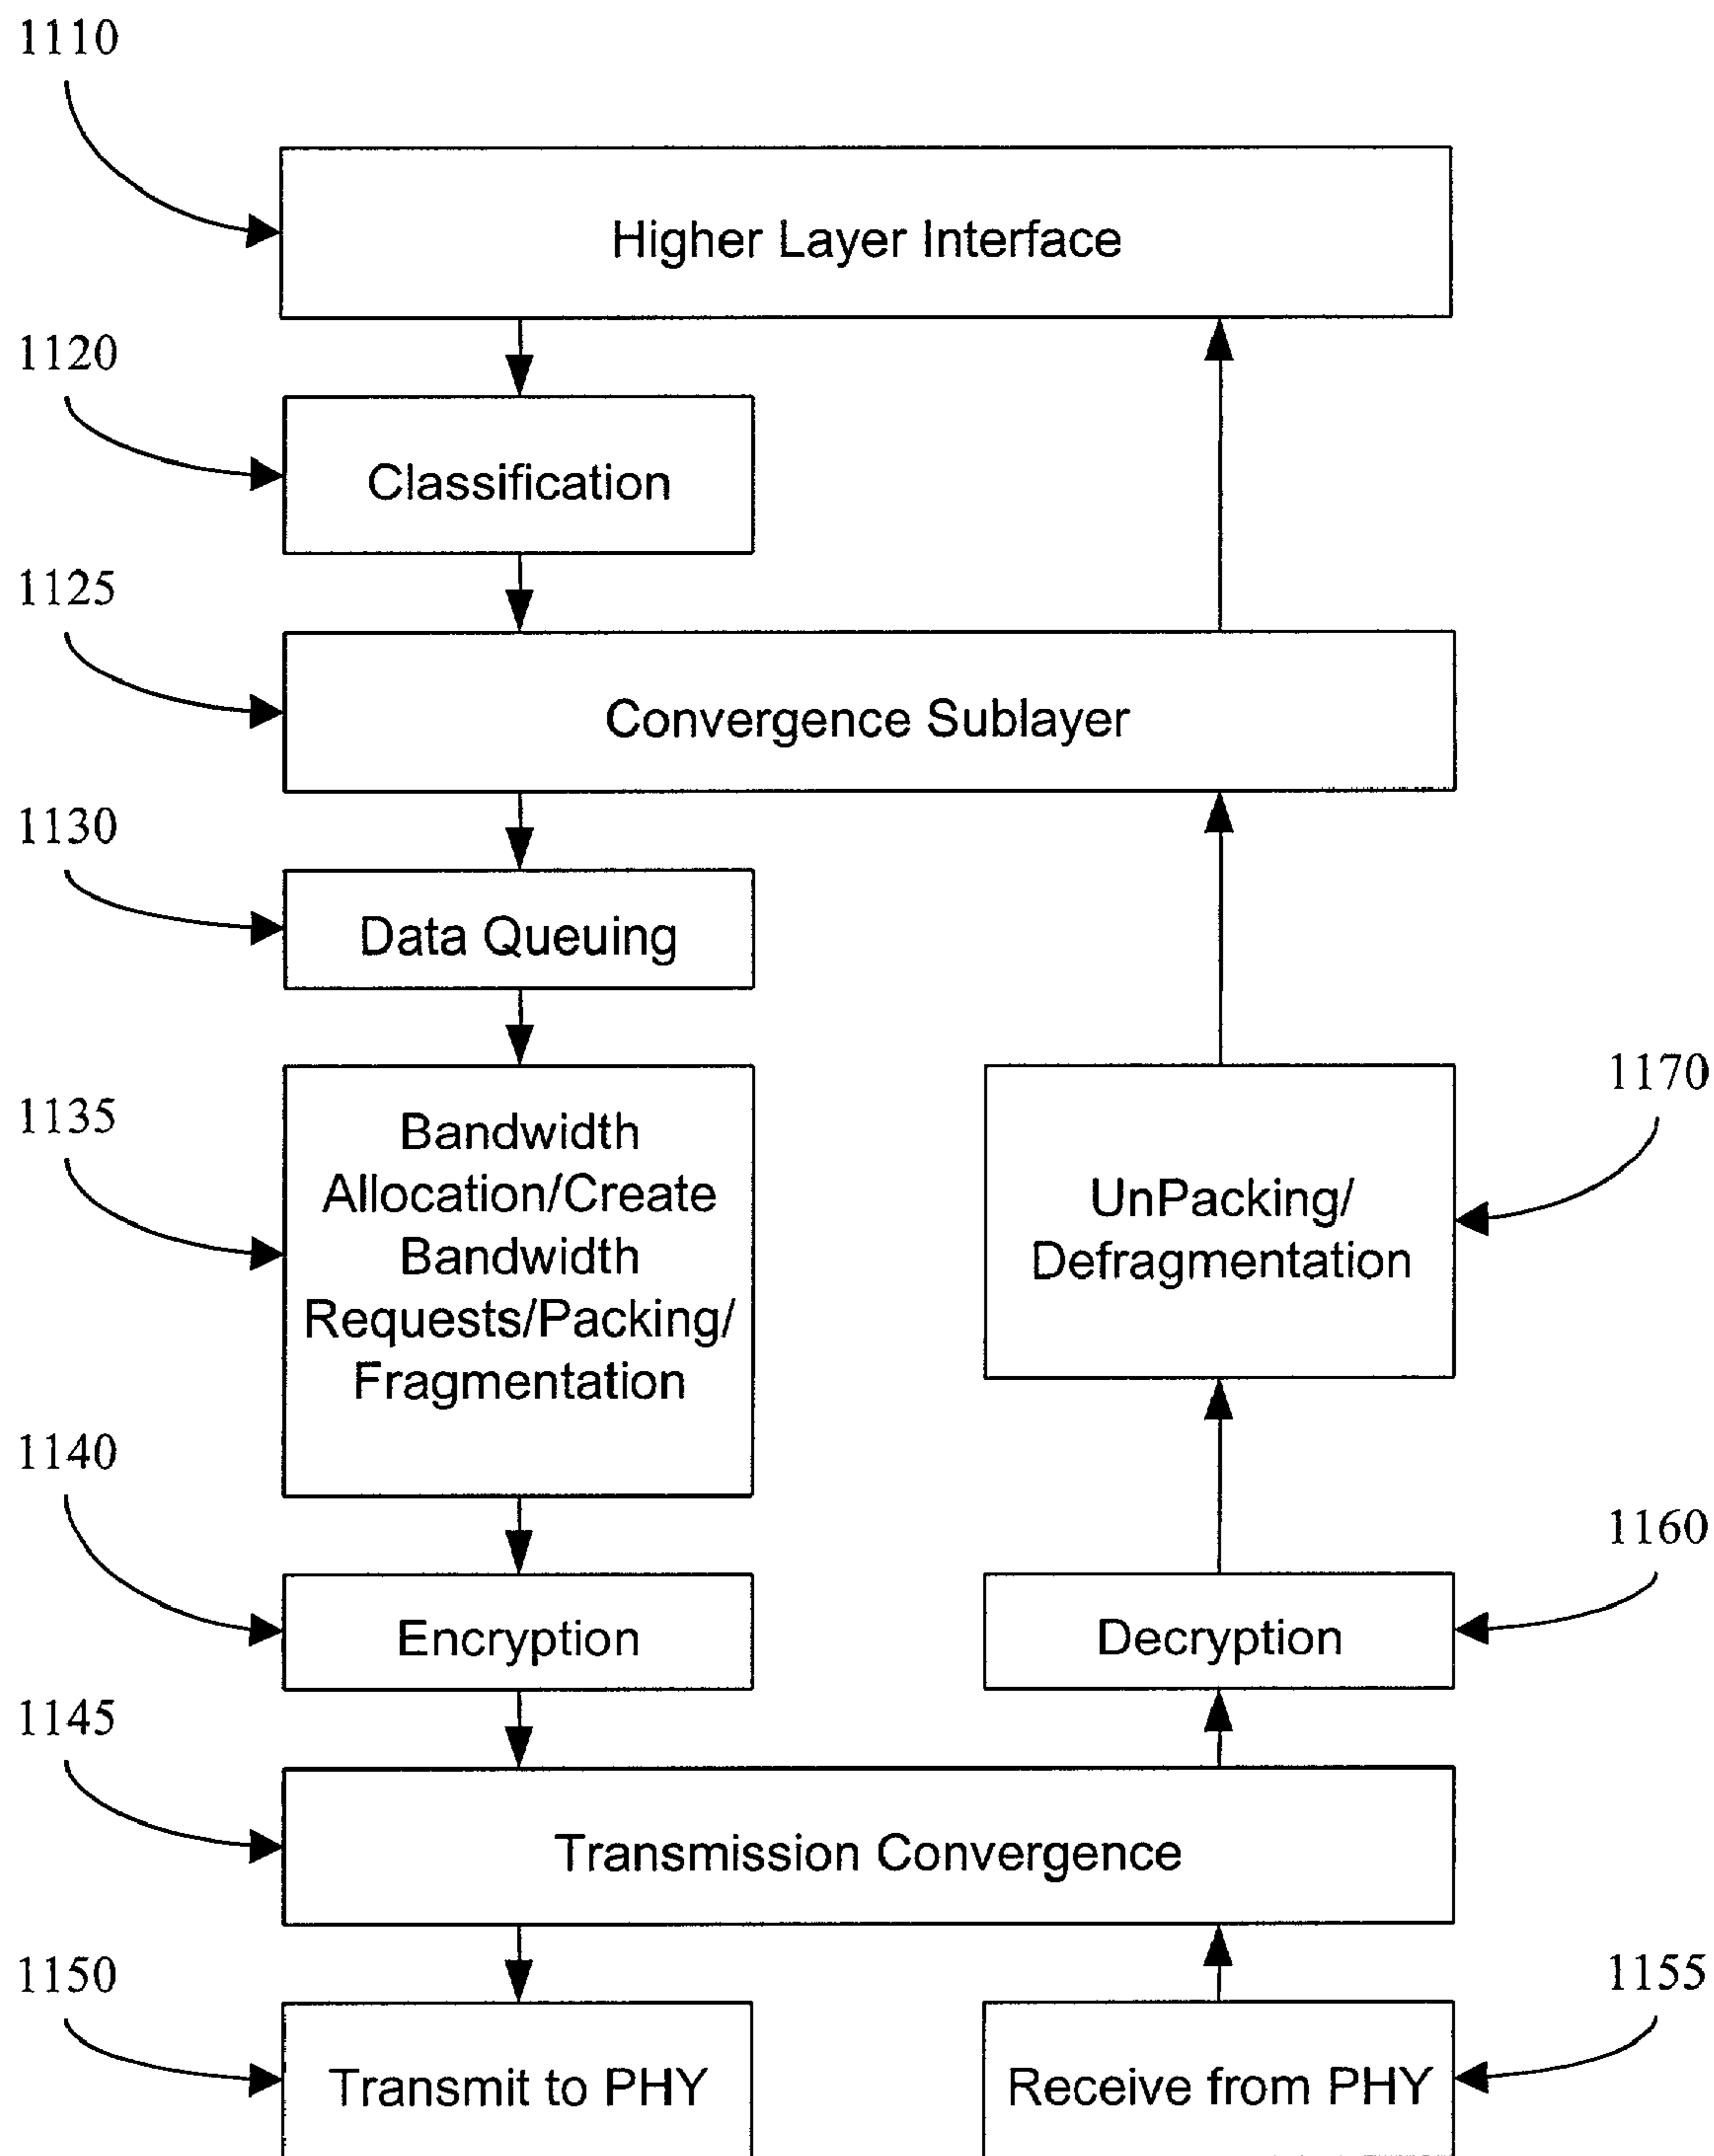 1110
Higher Layer Interface
1120
Classification
1125
Convergence Sublayer
1130
Data Queuing
1135
Bandwidth
Allocation/Create
Bandwidth
Requests/Packing/
Fragmentation
1170
UnPacking/
Defragmentation
1140
Encryption
1160
Decryption
1145
Transmission Convergence
1150
Transmit to PHY
1155
Receive from PHY